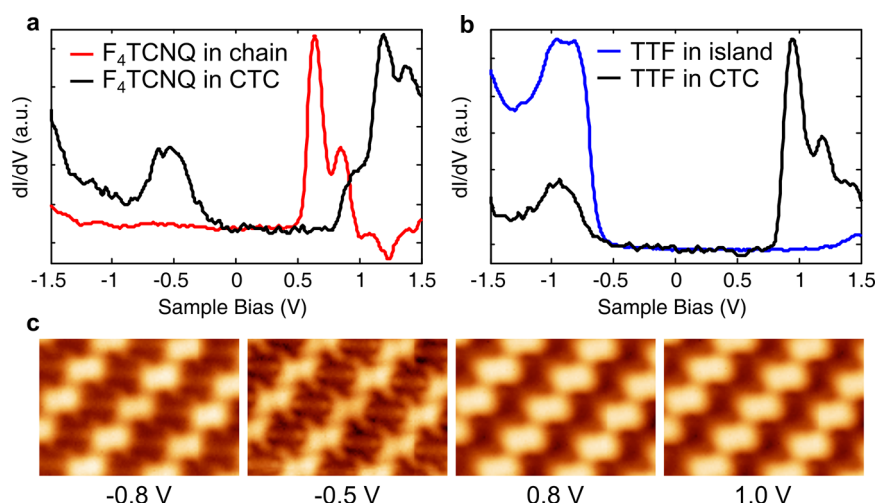 a
F₄TCNQ in chain
F₄TCNQ in CTC
dI/dV (a.u.)
-1.5 -1 -0.5 0 0.5 1 1.5
Sample Bias (V)
b
TTF in island
TTF in CTC
dI/dV (a.u.)
-1.5 -1 -0.5 0 0.5 1 1.5
Sample Bias (V)
c
-0.8 V -0.5 V 0.8 V 1.0 V